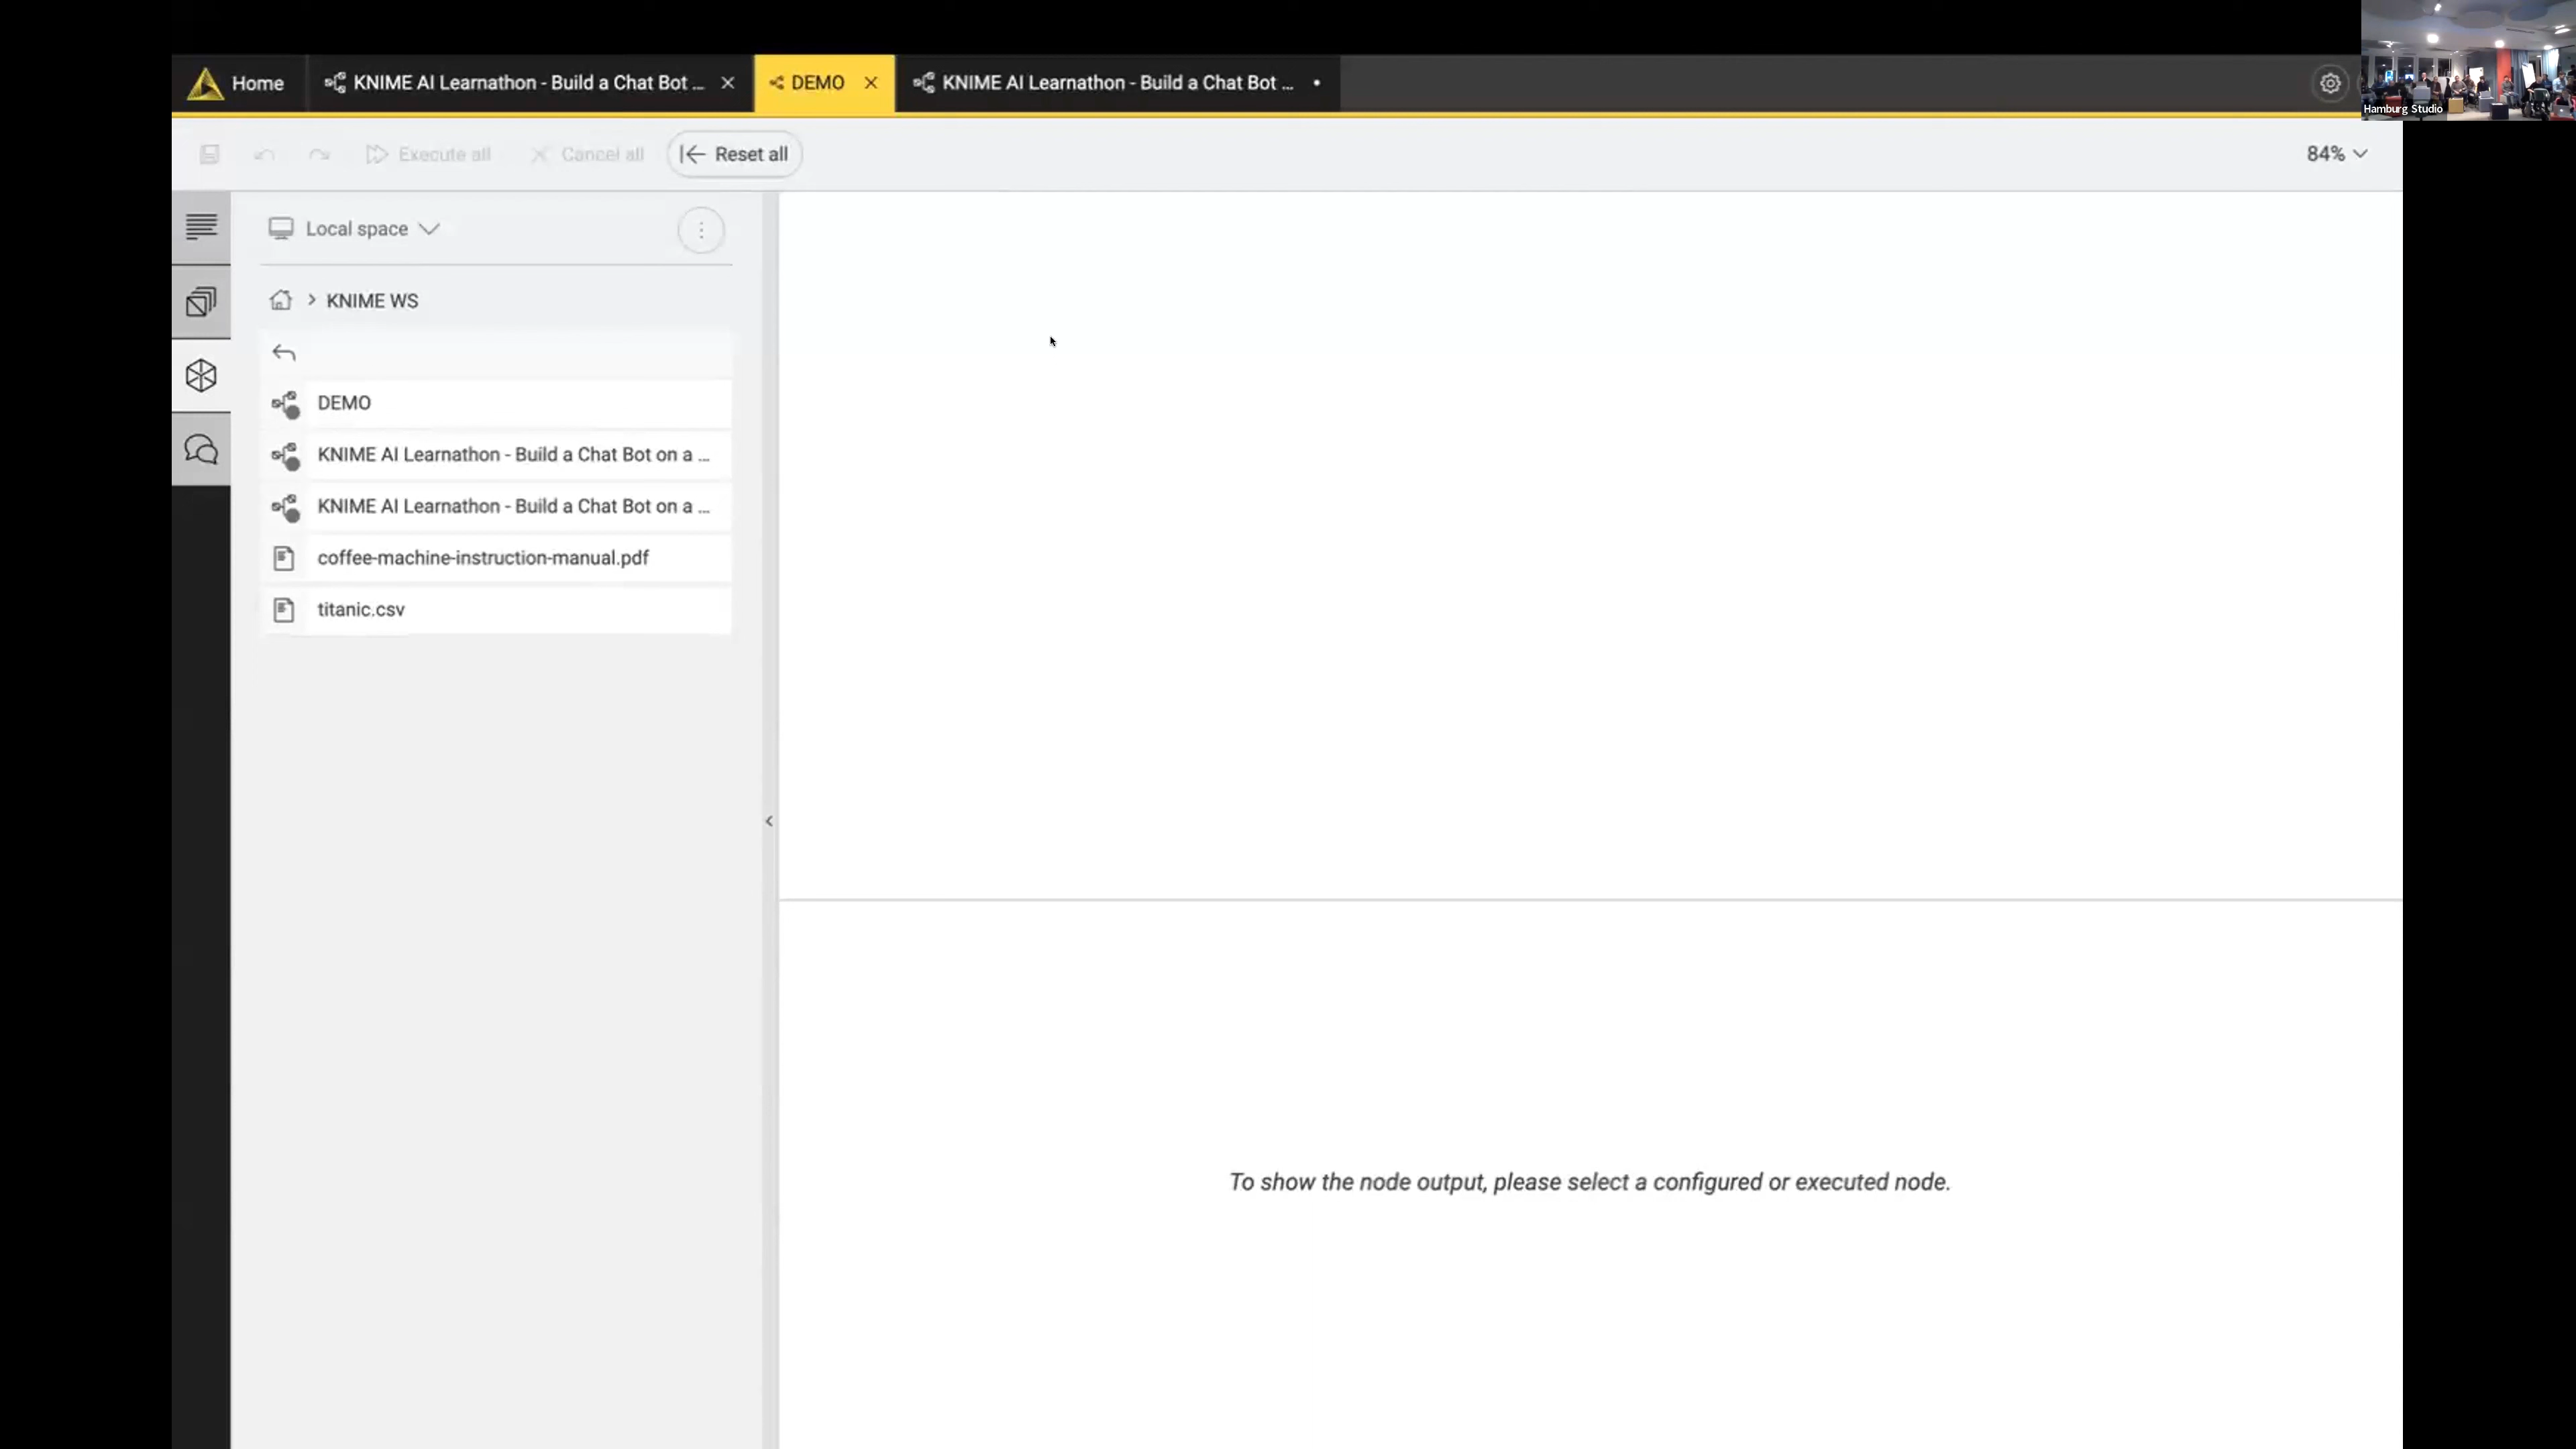 Home
KNIME AI Learnathon - Build a Chat Bot ...
DEMO
KNIME AI Learnathon - Build a Chat Bot ...
Hamburg Studio
Execute all
Cancel all
Reset all
84%
Local space
KNIME WS
DEMO
KNIME AI Learnathon - Build a Chat Bot on a ...
KNIME AI Learnathon - Build a Chat Bot on a ...
coffee-machine-instruction-manual.pdf
titanic.csv
To show the node output, please select a configured or executed node.